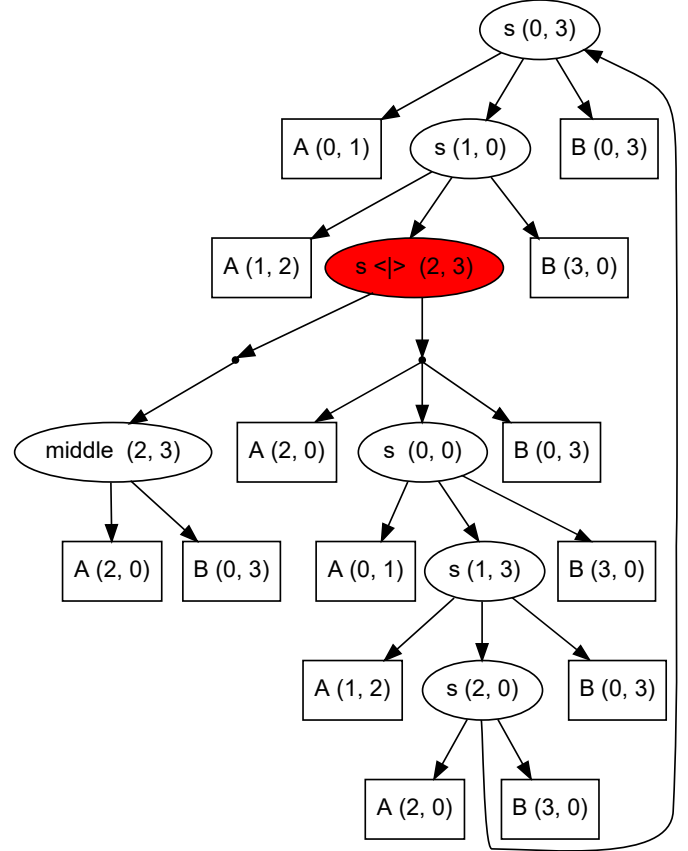 s (0, 3)
A (0, 1)
s (1, 0)
B (0, 3)
A (1, 2)
s <|> (2, 3)
B (3, 0)
middle (2, 3)
A (2, 0)
s (0, 0)
B (0, 3)
A (2, 0)
B (0, 3)
A (0, 1)
s (1, 3)
B (3, 0)
A (1, 2)
s (2, 0)
B (0, 3)
A (2, 0)
B (3, 0)